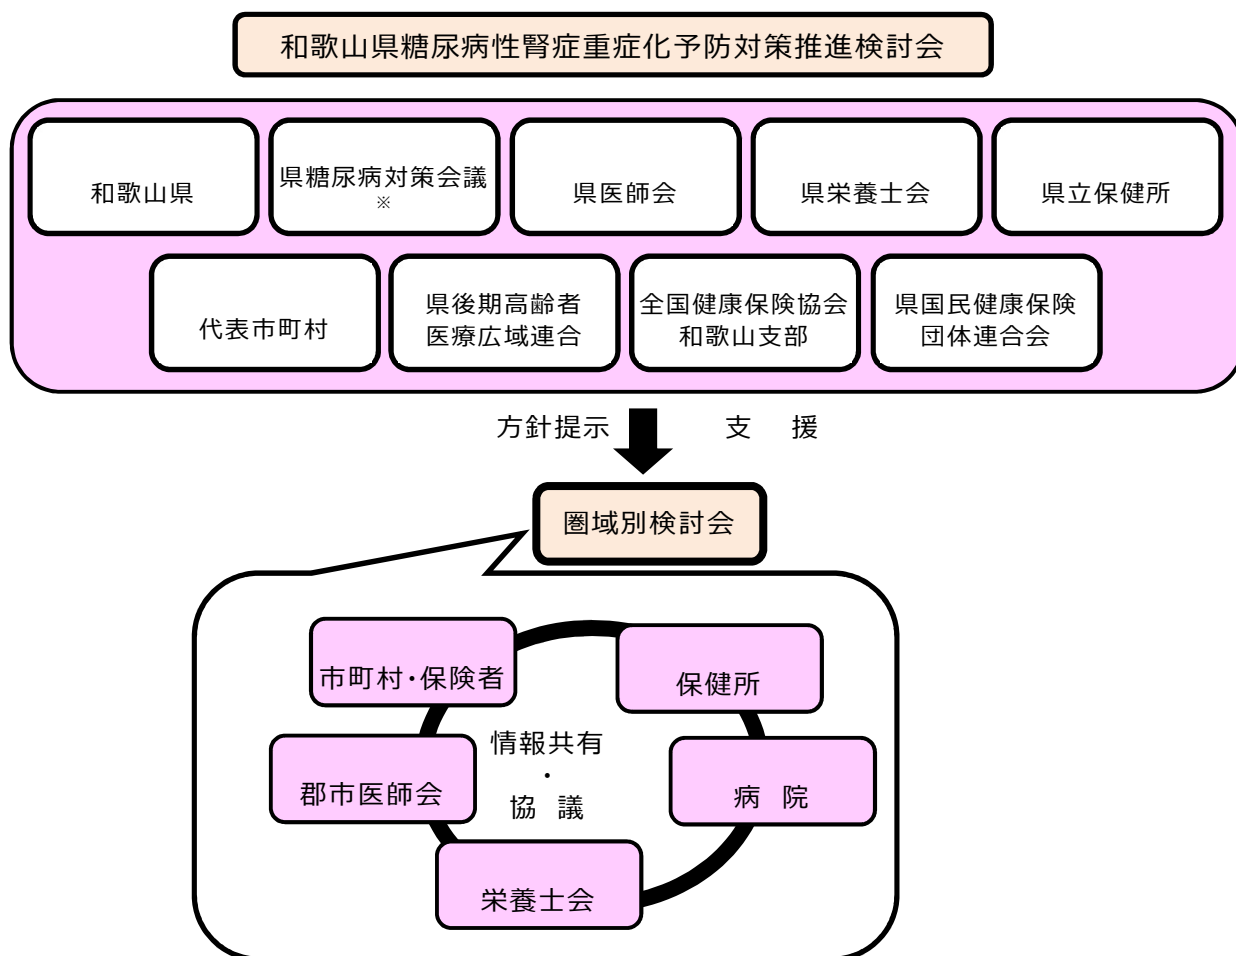 和歌山県糖尿病性腎症重症化予防対策推進検討会
和歌山県
県糖尿病対策会議
※
県医師会
県栄養士会
県立保健所
代表市町村
県後期高齢者
医療広域連合
全国健康保険協会
和歌山支部
県国民健康保険
団体連合会
方針提示
支　援
圏域別検討会
市町村・保険者
保健所
情報共有
・
協　議
郡市医師会
病　院
栄養士会